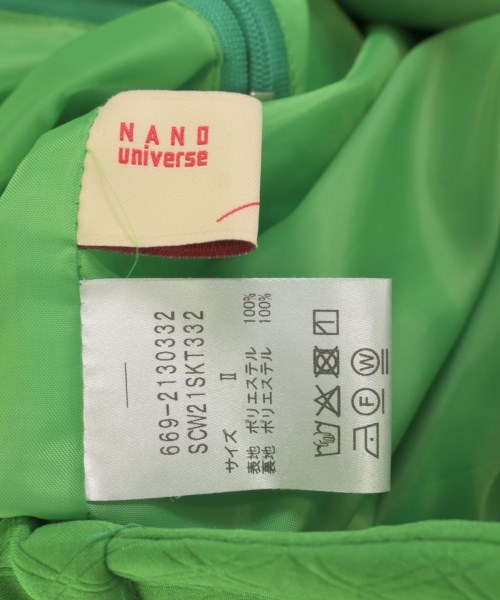 NANO
universe
669-2130332
SCW21SKT332
サイズ II
表地 ポリエステル 100%
裏地 ポリエステル 100%
F W